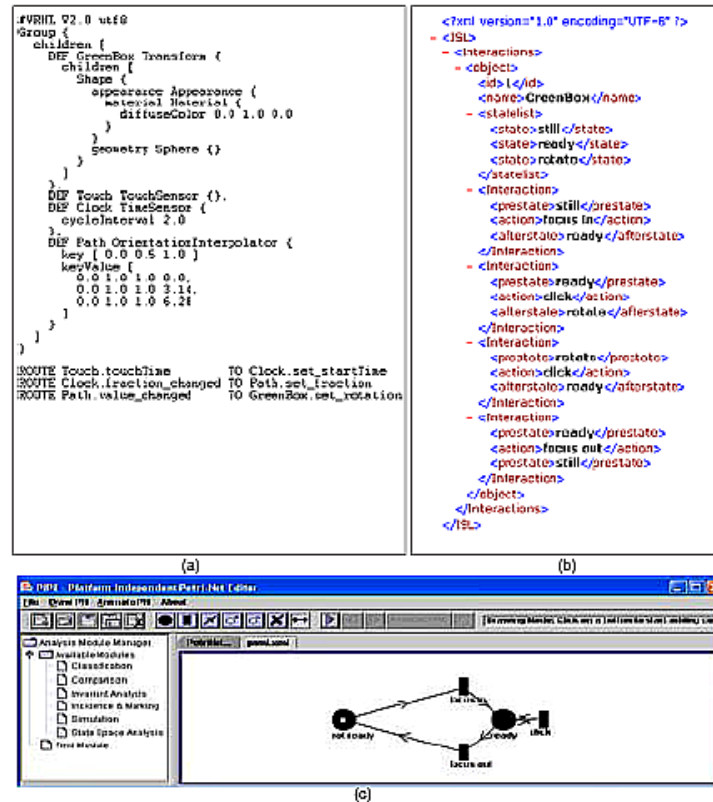 #VRML V2.0 utf8
Group {
children [
DEF GreenBox Transform {
children [
Shape {
appearance Appearance {
material Material {
diffuseColor 0.0 1.0 0.0
}
}
geometry Sphere {}
}
]
},
DEF Touch TouchSensor {},
DEF Clock TimeSensor {
cycleInterval 2.0
},
DEF Path OrientationInterpolator {
key [ 0.0 0.5 1.0 ]
keyValue [
0.0 1.0 1.0 0.0,
0.0 1.0 1.0 3.14,
0.0 1.0 1.0 6.28
]
}
]
}
ROUTE Touch.touchTime TO Clock.set_startTime
ROUTE Clock.fraction_changed TO Path.set_fraction
ROUTE Path.value_changed TO GreenBox.set_rotation
(a)
<?xml version="1.0" encoding="UTF-8" ?>
- <ISL>
- <Interactions>
- <object>
<id>1</id>
<name>GreenBox</name>
- <statelist>
<state>still</state>
<state>ready</state>
<state>rotate</state>
</statelist>
- <Interaction>
<prestate>still</prestate>
<action>focus in</action>
<afterstate>ready</afterstate>
</Interaction>
- <Interaction>
<prestate>ready</prestate>
<action>click</action>
<afterstate>rotate</afterstate>
</Interaction>
- <Interaction>
<prestate>rotate</prestate>
<action>click</action>
<afterstate>ready</afterstate>
</Interaction>
- <Interaction>
<prestate>ready</prestate>
<action>focus out</action>
<prestate>still</prestate>
</Interaction>
</object>
</Interactions>
</ISL>
(b)
PIPE - Platform Independent Petri-Net Editor
File Draw PN Animate PN About
Analysis Module Manager
Available Modules
Classification
Comparison
Invariant Analysis
Incidence & Marking
Simulation
State Space Analysis
Find Module
not ready
focus in
ready
click
focus out
(c)